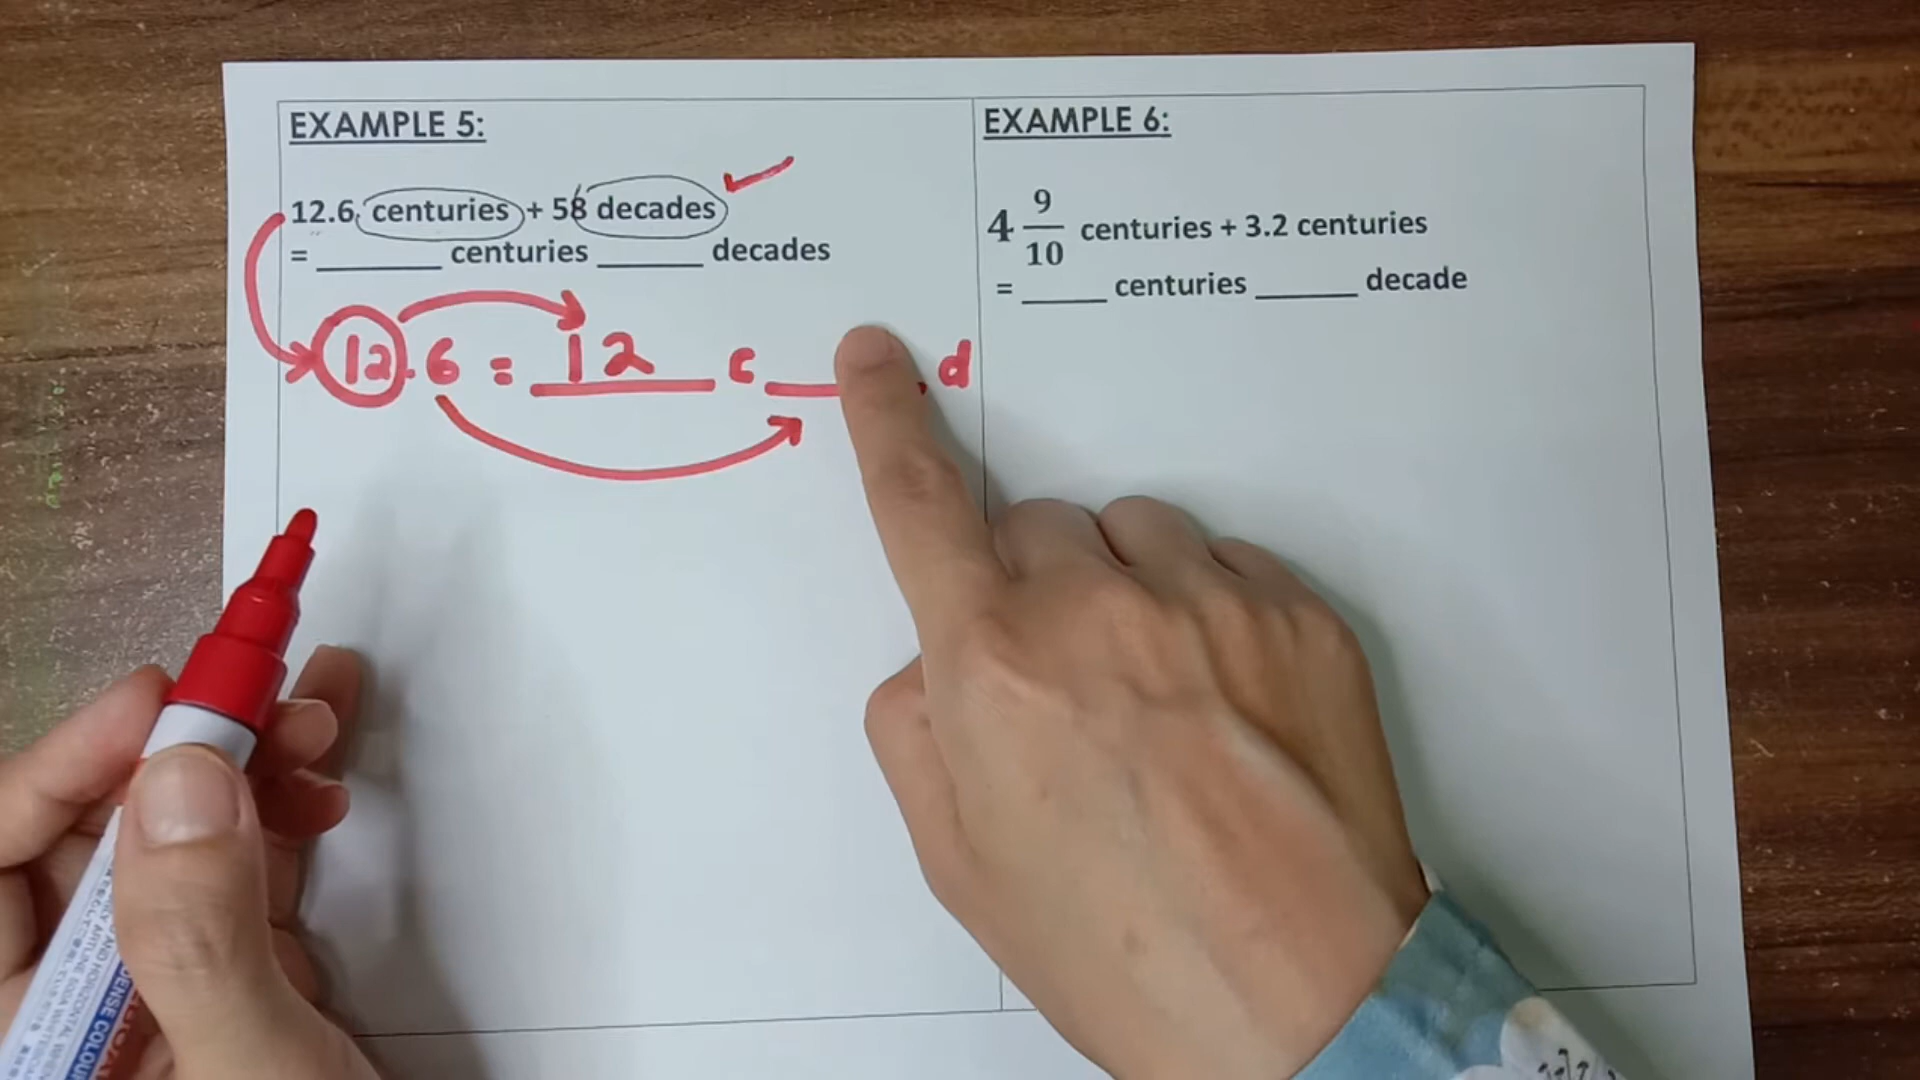 EXAMPLE 5:
12.6 centuries + 58 decades
= ________ centuries _______ decades
12.6 = 12 c ____ d
EXAMPLE 6:
4 9/10 centuries + 3.2 centuries
= _____ centuries ______ decade